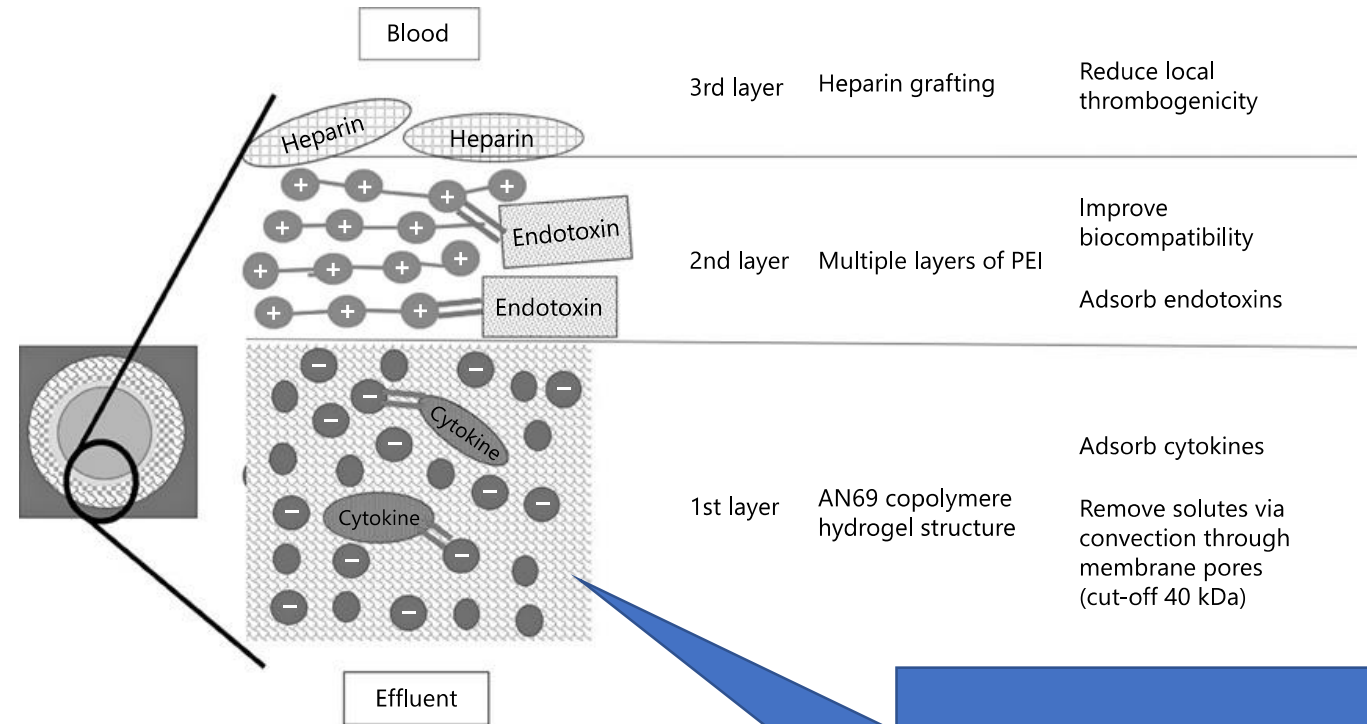 Blood
Heparin
Heparin
3rd layer
Heparin grafting
Reduce local
thrombogenicity
+ + + +
+ + +
Endotoxin
+ + + +
+ + +
Endotoxin
2nd layer
Multiple layers of PEI
Improve
biocompatibility
Adsorb endotoxins
− − −
−
Cytokine
−
−
− −
−
Cytokine
− −
− −
1st layer
AN69 copolymere
hydrogel structure
Adsorb cytokines
Remove solutes via
convection through
membrane pores
(cut-off 40 kDa)
Effluent